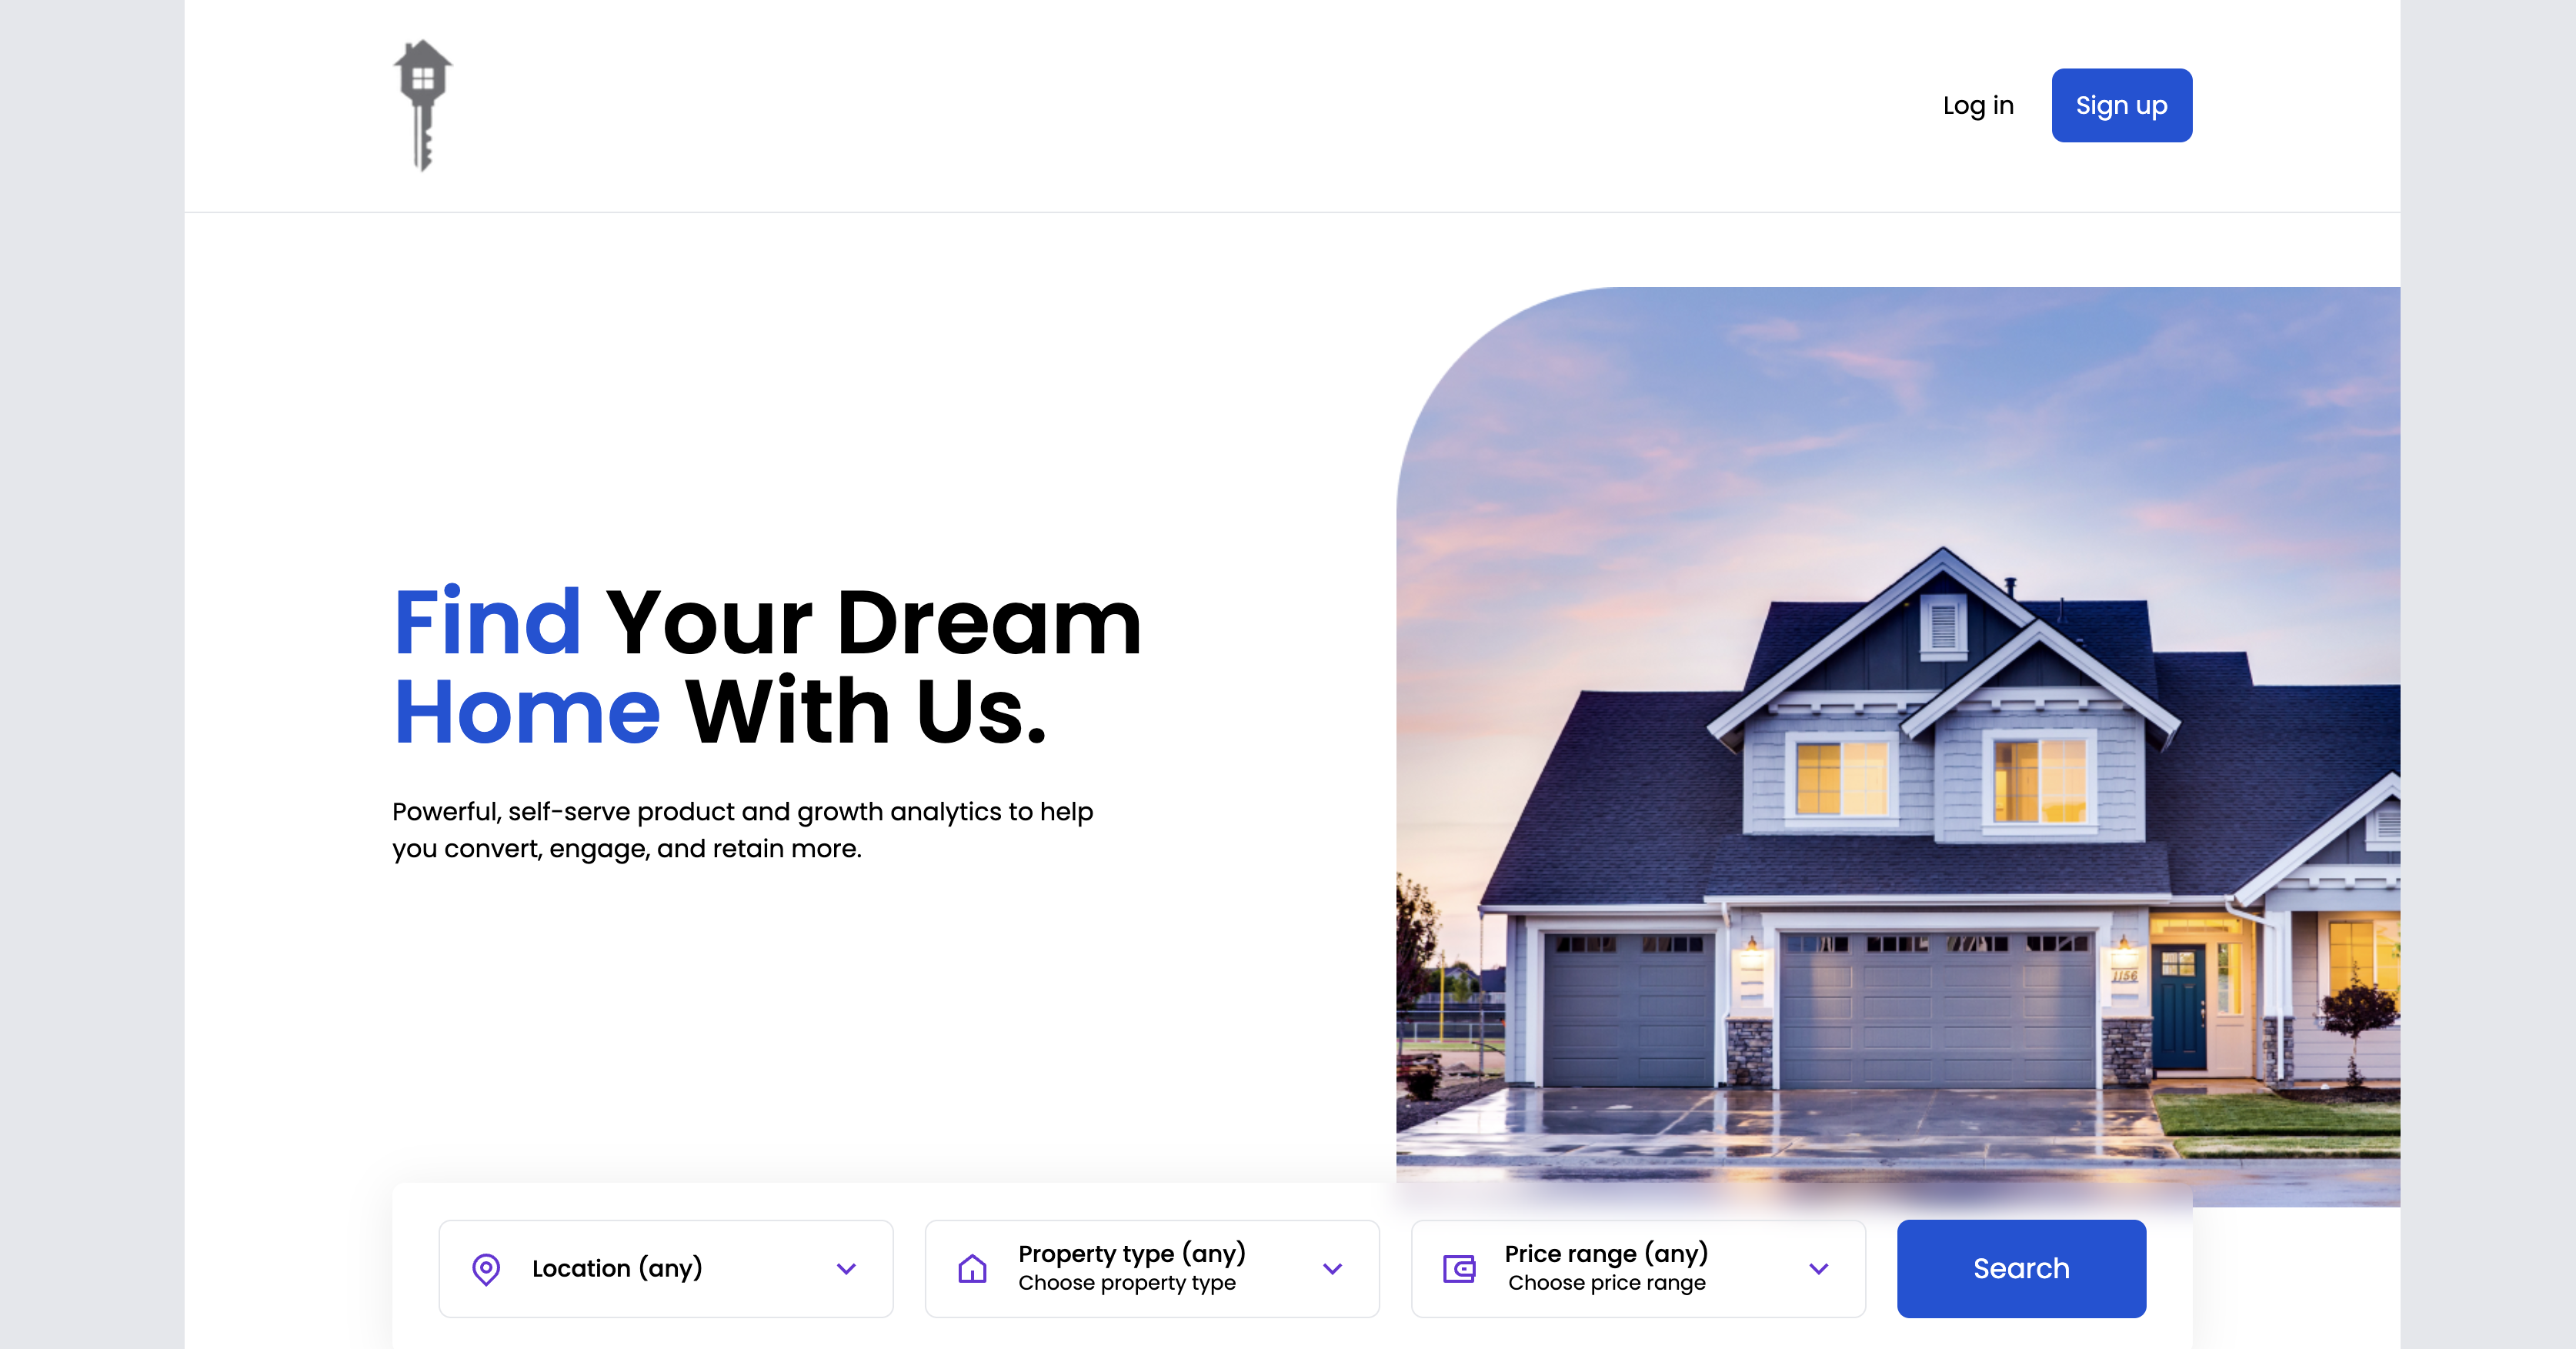 Log in
Sign up
Find Your Dream
Home With Us.
Powerful, self-serve product and growth analytics to help
you convert, engage, and retain more.
1156
Location (any)
Property type (any)
Choose property type
Price range (any)
Choose price range
Search